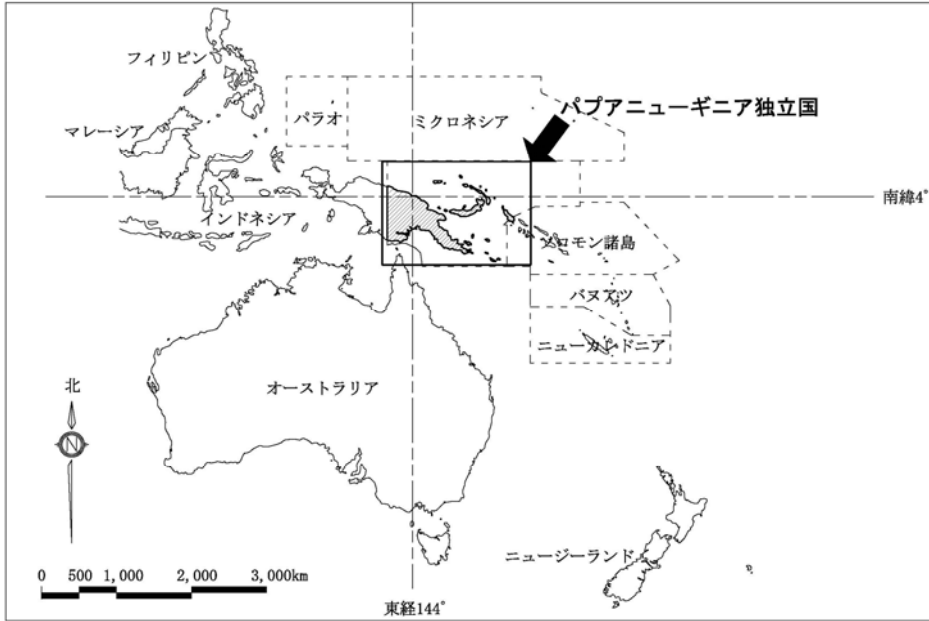 フィリピン
パプアニューギニア独立国
パラオ
ミクロネシア
マレーシア
南緯4°
インドネシア
ソロモン諸島
バヌアツ
ニューカレドニア
北
オーストラリア
N
ニュージーランド
0 500 1,000 2,000 3,000km
東経144°